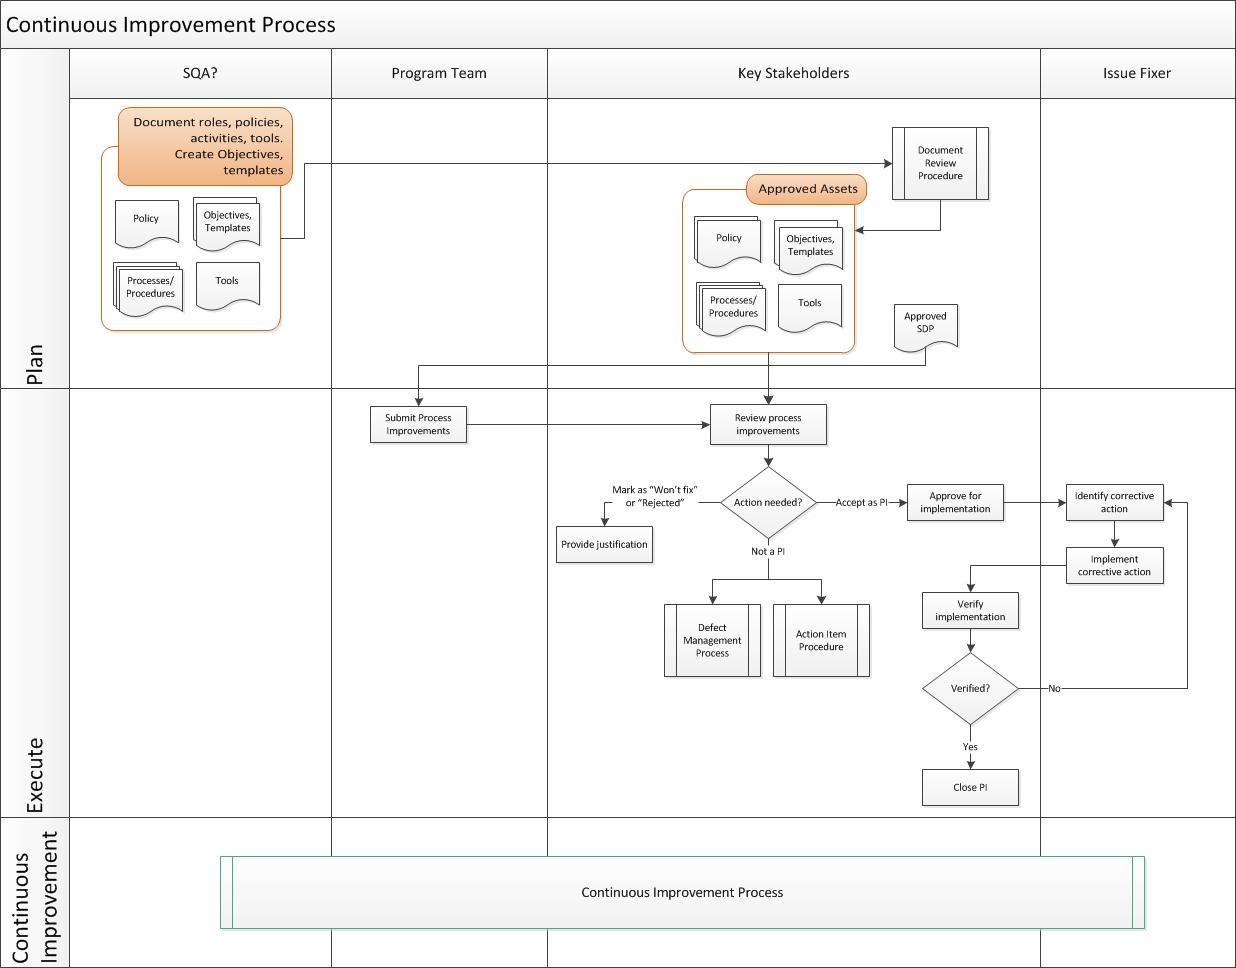 Continuous Improvement Process
SQA?
Program Team
Key Stakeholders
Issue Fixer
Plan
Document roles, policies,
activities, tools.
Create Objectives,
templates
Policy
Objectives,
Templates
Processes/
Procedures
Tools
Document
Review
Procedure
Approved Assets
Policy
Objectives,
Templates
Processes/
Procedures
Tools
Approved
SDP
Execute
Submit Process
Improvements
Review process
improvements
Action needed?
Mark as “Won’t fix”
or “Rejected”
Provide justification
Accept as PI
Approve for
implementation
Identify corrective
action
Implement
corrective action
Not a PI
Defect
Management
Process
Action Item
Procedure
Verify
implementation
Verified?
No
Yes
Close PI
Continuous
Improvement
Continuous Improvement Process